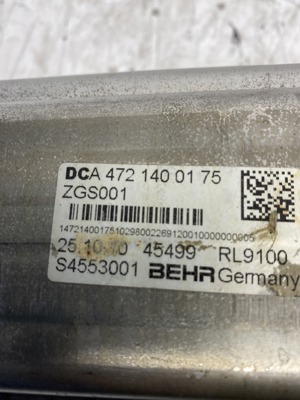 DCA 472 140 01 75
ZGS001
25.10.10 45499 RL9100
S4553001 BEHR Germany